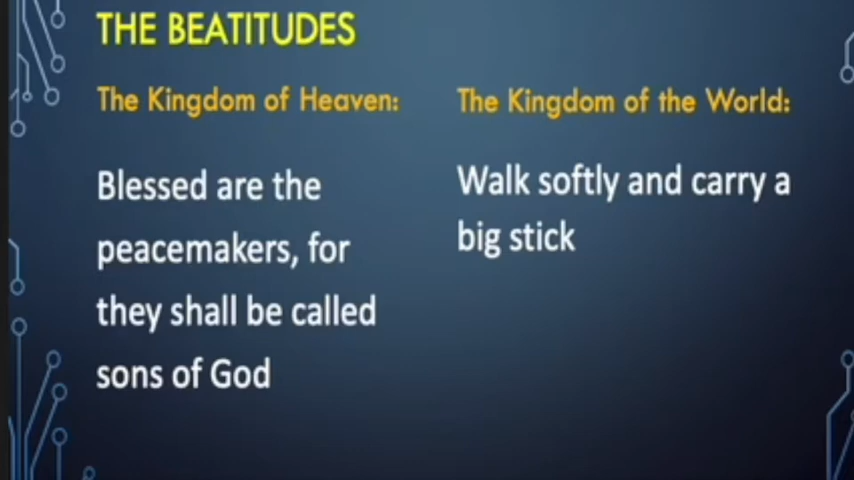 THE BEATITUDES
The Kingdom of Heaven:
Blessed are the
peacemakers, for
they shall be called
sons of God
The Kingdom of the World:
Walk softly and carry a
big stick